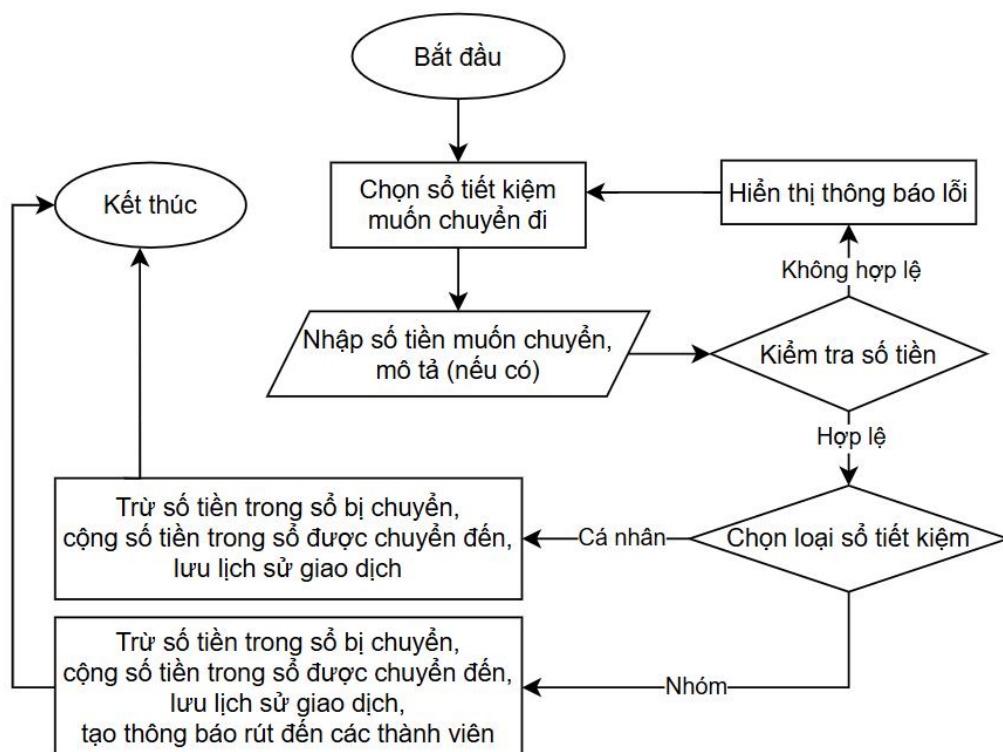 Bắt đầu
Kết thúc
Chọn sổ tiết kiệm
muốn chuyển đi
Hiển thị thông báo lỗi
Không hợp lệ
Nhập số tiền muốn chuyển,
mô tả (nếu có)
Kiểm tra số tiền
Hợp lệ
Trừ số tiền trong sổ bị chuyển,
cộng số tiền trong sổ được chuyển đến,
lưu lịch sử giao dịch
Cá nhân
Chọn loại sổ tiết kiệm
Trừ số tiền trong sổ bị chuyển,
cộng số tiền trong sổ được chuyển đến,
lưu lịch sử giao dịch,
tạo thông báo rút đến các thành viên
Nhóm